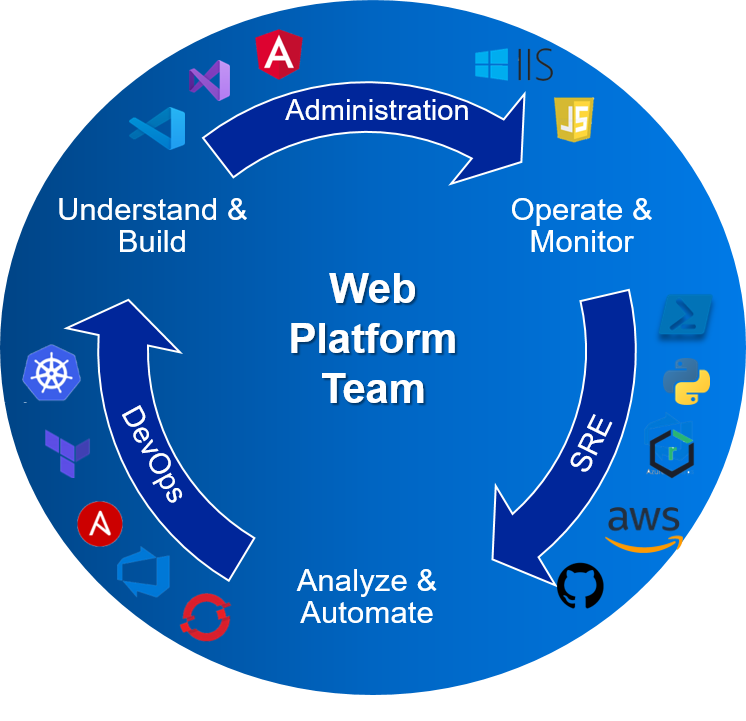 IIS
Administration
JS
Understand &
Build
Operate &
Monitor
Web
Platform
Team
DevOps
SRE
aws
Analyze &
Automate